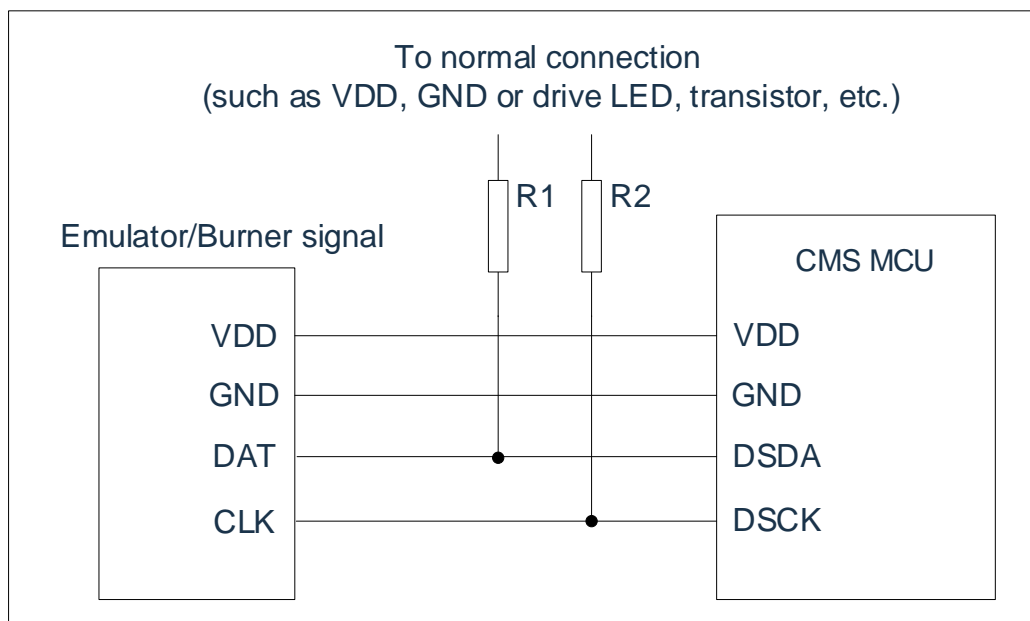 To normal connection
(such as VDD, GND or drive LED, transistor, etc.)
R1
R2
Emulator/Burner signal
CMS MCU
VDD
VDD
GND
GND
DAT
DSDA
CLK
DSCK